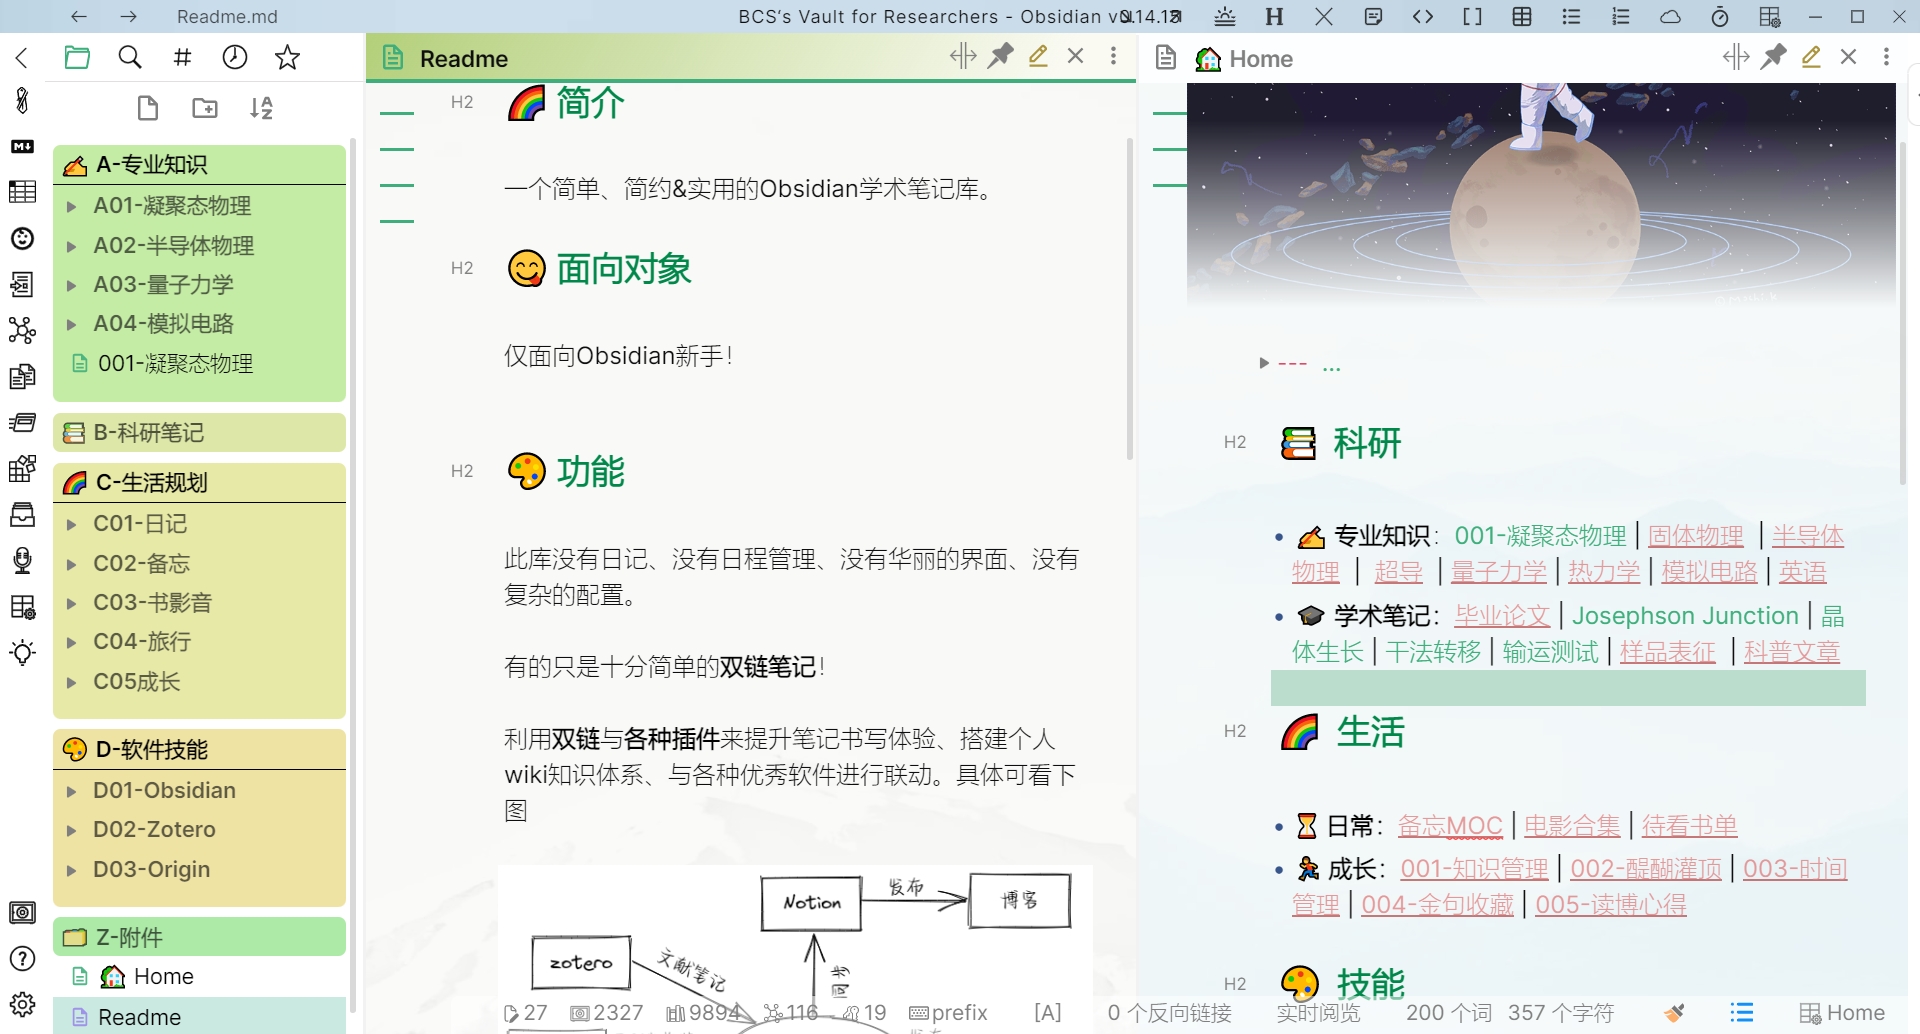 Readme.md
BCS's Vault for Researchers - Obsidian
A-专业知识
A01-凝聚态物理
A02-半导体物理
A03-量子力学
A04-模拟电路
001-凝聚态物理
B-科研笔记
C-生活规划
C01-日记
C02-备忘
C03-书影音
C04-旅行
C05成长
D-软件技能
D01-Obsidian
D02-Zotero
D03-Origin
Z-附件
Home
Readme
Readme
H2 简介
一个简单、简约&实用的Obsidian学术笔记库。
H2 面向对象
仅面向Obsidian新手！
H2 功能
此库没有日记、没有日程管理、没有华丽的界面、没有
复杂的配置。
有的只是十分简单的双链笔记！
利用双链与各种插件来提升笔记书写体验、搭建个人
wiki知识体系、与各种优秀软件进行联动。具体可看下
图
Notion 发布 博客
zotero 文献笔记
Home
--- ...
H2 科研
专业知识：001-凝聚态物理 | 固体物理 | 半导体
物理 | 超导 | 量子力学 | 热力学 | 模拟电路 | 英语
学术笔记：毕业论文 | Josephson Junction | 晶
体生长 | 干法转移 | 输运测试 | 样品表征 | 科普文章
H2 生活
日常：备忘MOC | 电影合集 | 待看书单
成长：001-知识管理 | 002-醍醐灌顶 | 003-时间
管理 | 004-金句收藏 | 005-读博心得
H2 技能
27 2327 9894 116 19 prefix [A] 0 个反向链接 实时阅览 200 个词 357 个字符 Home